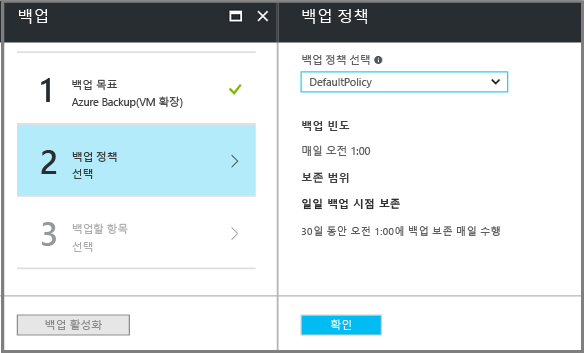 백업
1
백업 목표
Azure Backup(VM 확장)
2
백업 정책
선택
3
백업할 항목
선택
백업 활성화
백업 정책
백업 정책 선택
DefaultPolicy
백업 빈도
매일 오전 1:00
보존 범위
일일 백업 시점 보존
30일 동안 오전 1:00에 백업 보존 매일 수행
확인